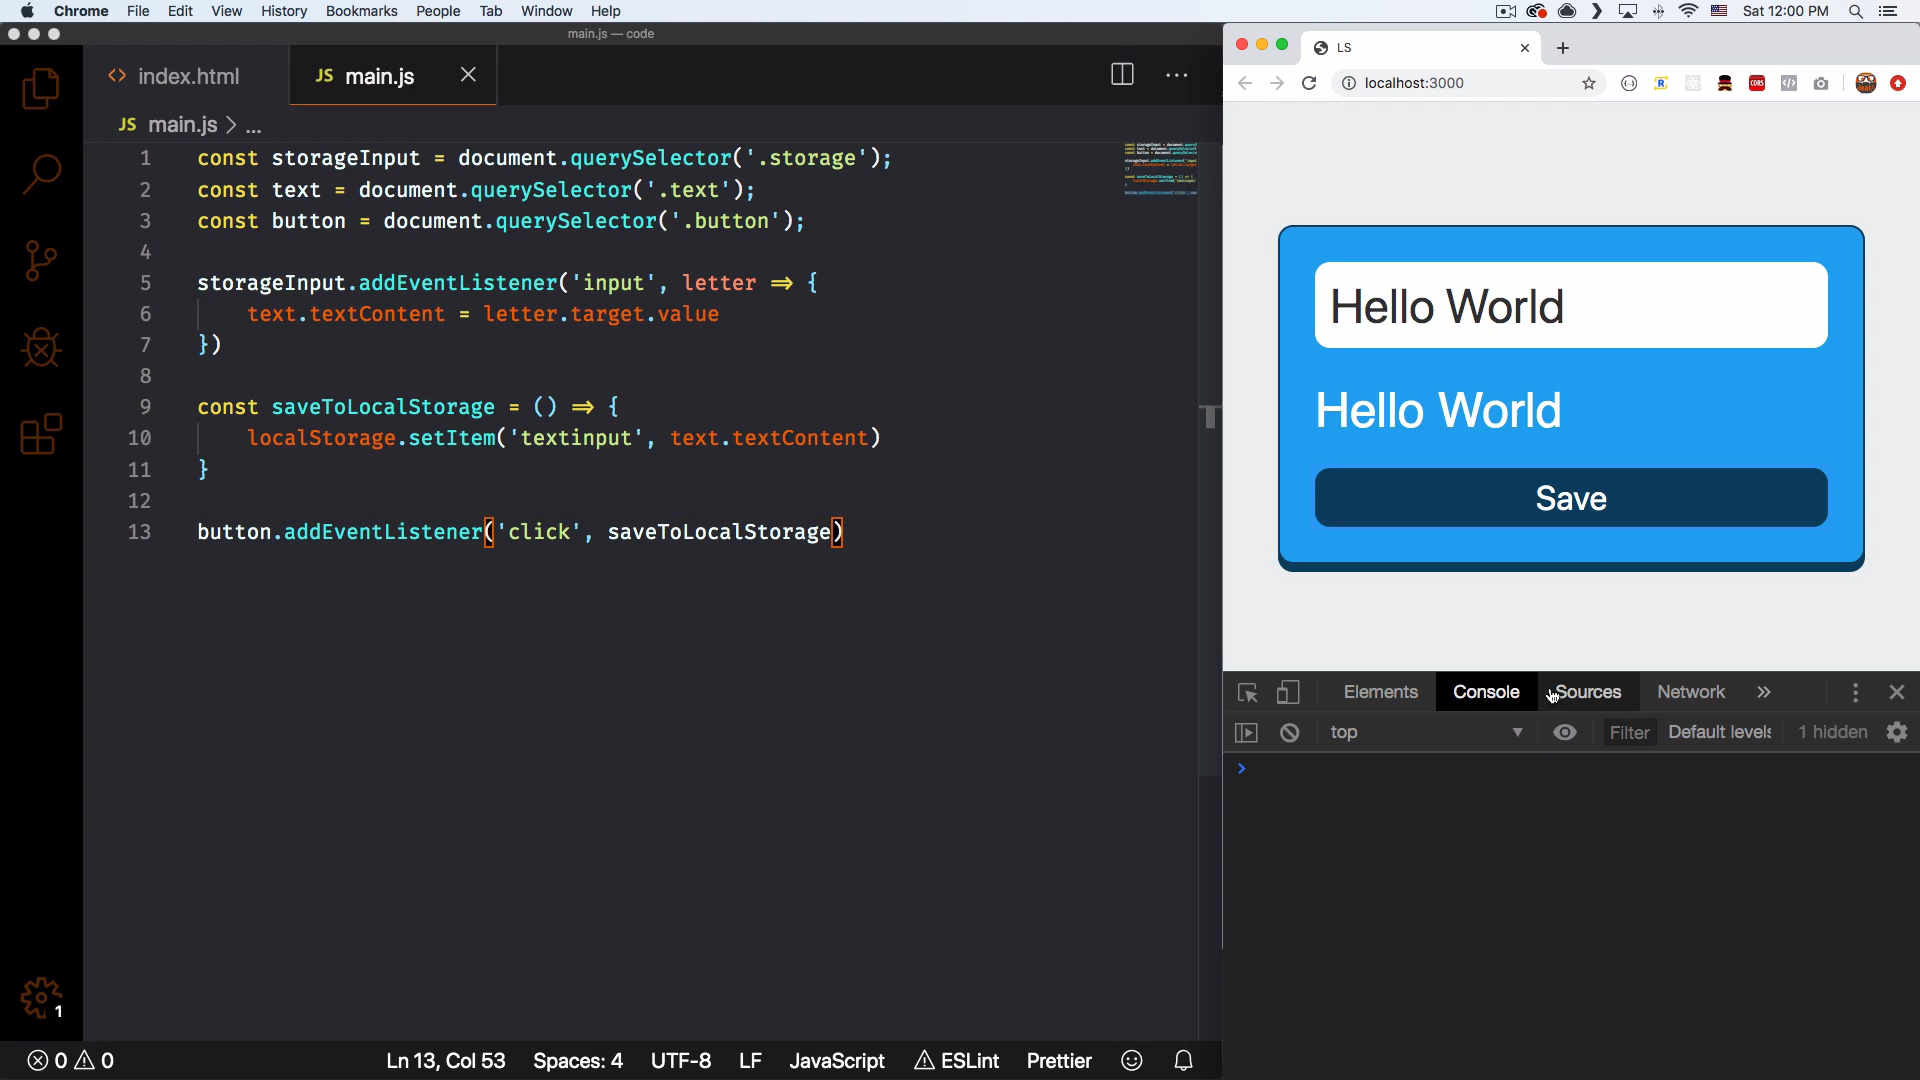 Chrome File Edit View History Bookmarks People Tab Window Help
Sat 12:00 PM
main.js — code
index.html
JS main.js
JS main.js > ...
1 const storageInput = document.querySelector('.storage');
2 const text = document.querySelector('.text');
3 const button = document.querySelector('.button');
4
5 storageInput.addEventListener('input', letter => {
6 text.textContent = letter.target.value
7 })
8
9 const saveToLocalStorage = () => {
10 localStorage.setItem('textinput', text.textContent)
11 }
12
13 button.addEventListener('click', saveToLocalStorage)
1
0 0
Ln 13, Col 53 Spaces: 4 UTF-8 LF JavaScript ESLint Prettier
LS
localhost:3000
CORS
Hello World
Hello World
Save
Elements Console Sources Network »
top Filter Default levels 1 hidden